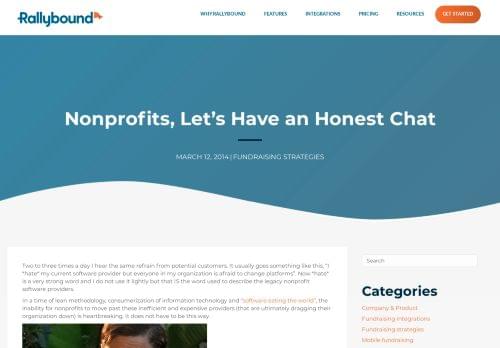 Rallybound
WHY RALLYBOUND
FEATURES
INTEGRATIONS
PRICING
RESOURCES
GET STARTED
Nonprofits, Let's Have an Honest Chat
MARCH 12, 2014 | FUNDRAISING STRATEGIES
Two to three times a day I hear the same refrain from potential customers. It usually goes something like this, "I
*hate* my current software provider but everyone in my organization is afraid to change platforms". Now *hate*
is a very strong word and I do not use it lightly but that IS the word used to describe the legacy nonprofit
software providers.
In a time of lean methodology, consumerization of information technology and "software eating the world", the
inability for nonprofits to move past these inefficient and expensive providers (that are ultimately dragging their
organization down) is heartbreaking. It does not have to be this way.
Search
Categories
Company & Product
Fundraising integrations
Fundraising strategies
Mobile fundraising